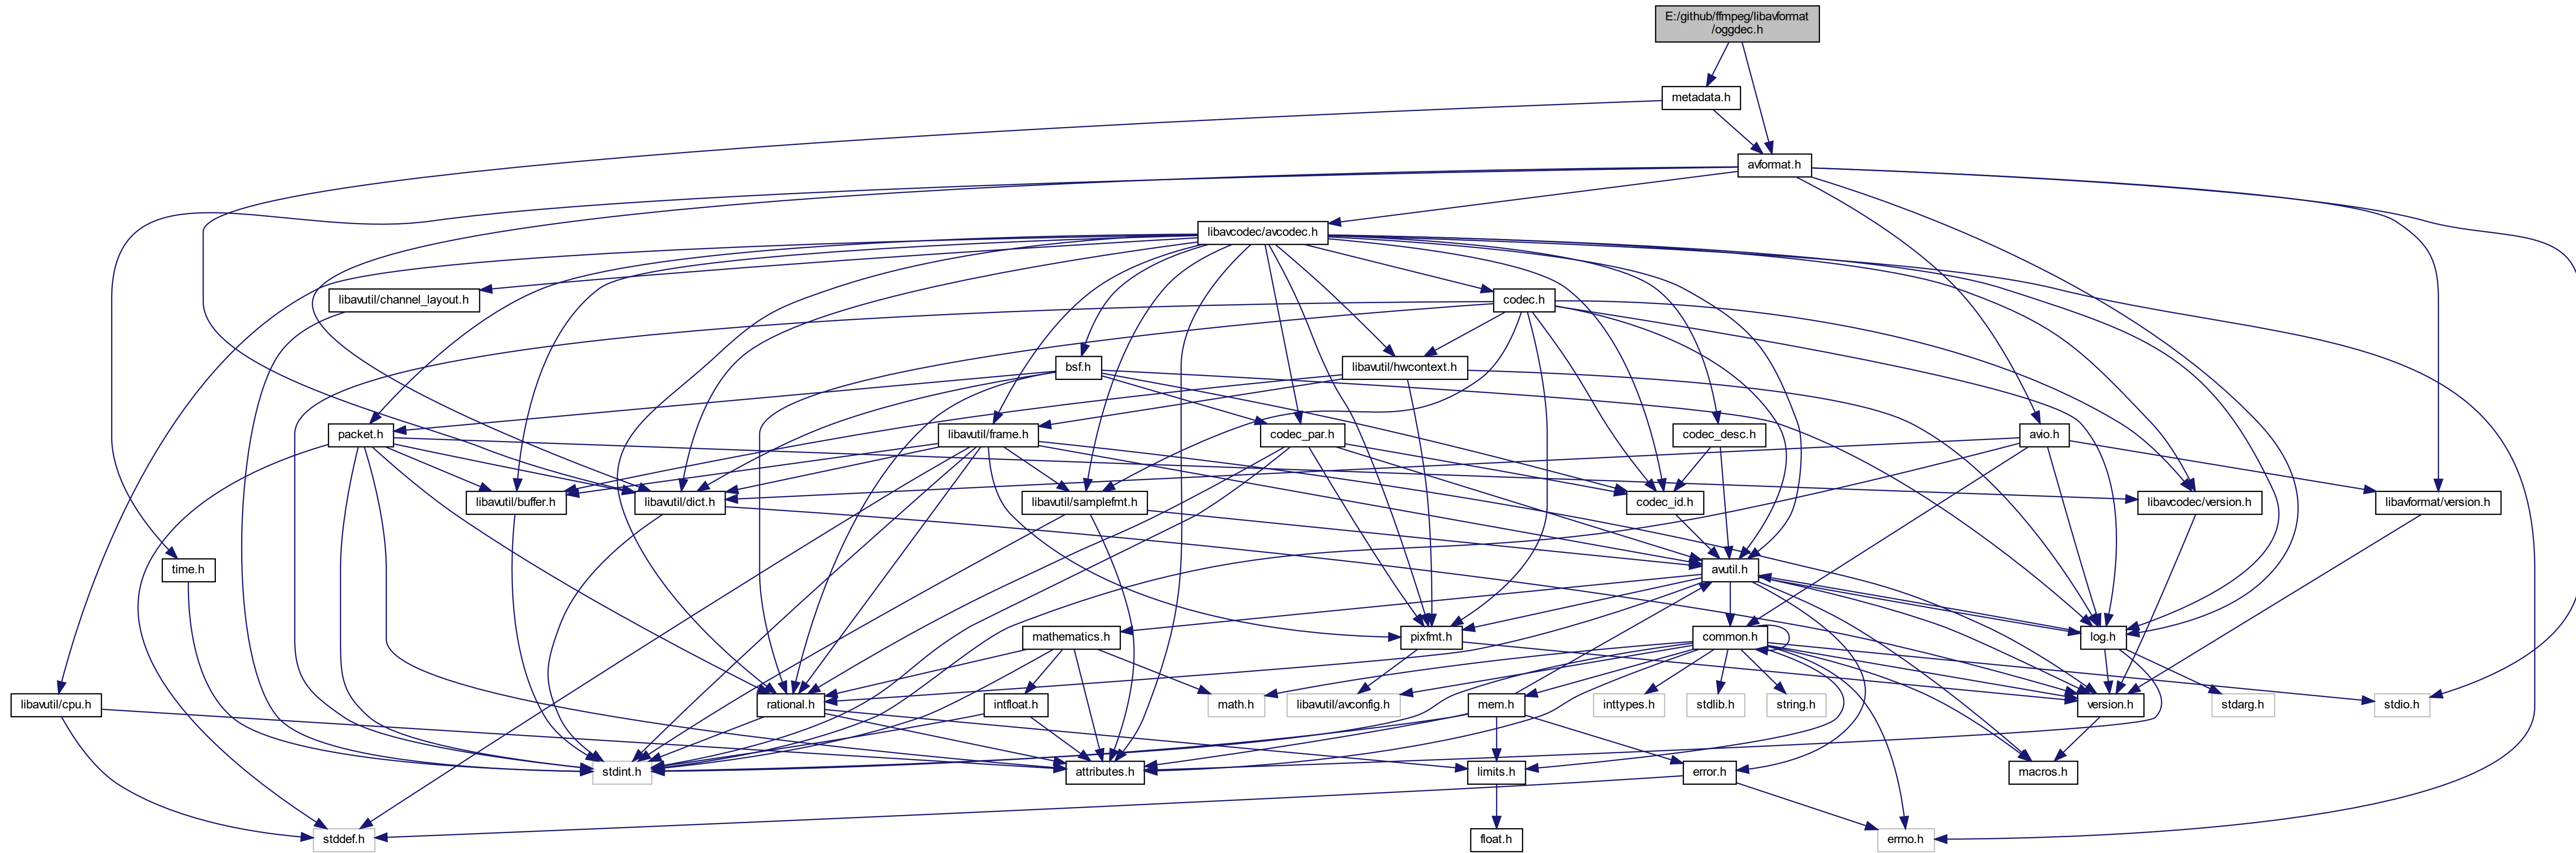 E:/github/ffmpeg/libavformat
/oggdec.h
metadata.h
avformat.h
libavcodec/avcodec.h
libavutil/channel_layout.h
codec.h
bsf.h
libavutil/hwcontext.h
packet.h
libavutil/frame.h
codec_par.h
codec_desc.h
avio.h
libavutil/buffer.h
libavutil/dict.h
libavutil/samplefmt.h
codec_id.h
libavcodec/version.h
libavformat/version.h
time.h
avutil.h
mathematics.h
pixfmt.h
common.h
log.h
libavutil/cpu.h
rational.h
intfloat.h
math.h
libavutil/avconfig.h
mem.h
inttypes.h
stdlib.h
string.h
version.h
stdarg.h
stdio.h
stdint.h
attributes.h
limits.h
error.h
macros.h
stddef.h
float.h
errno.h